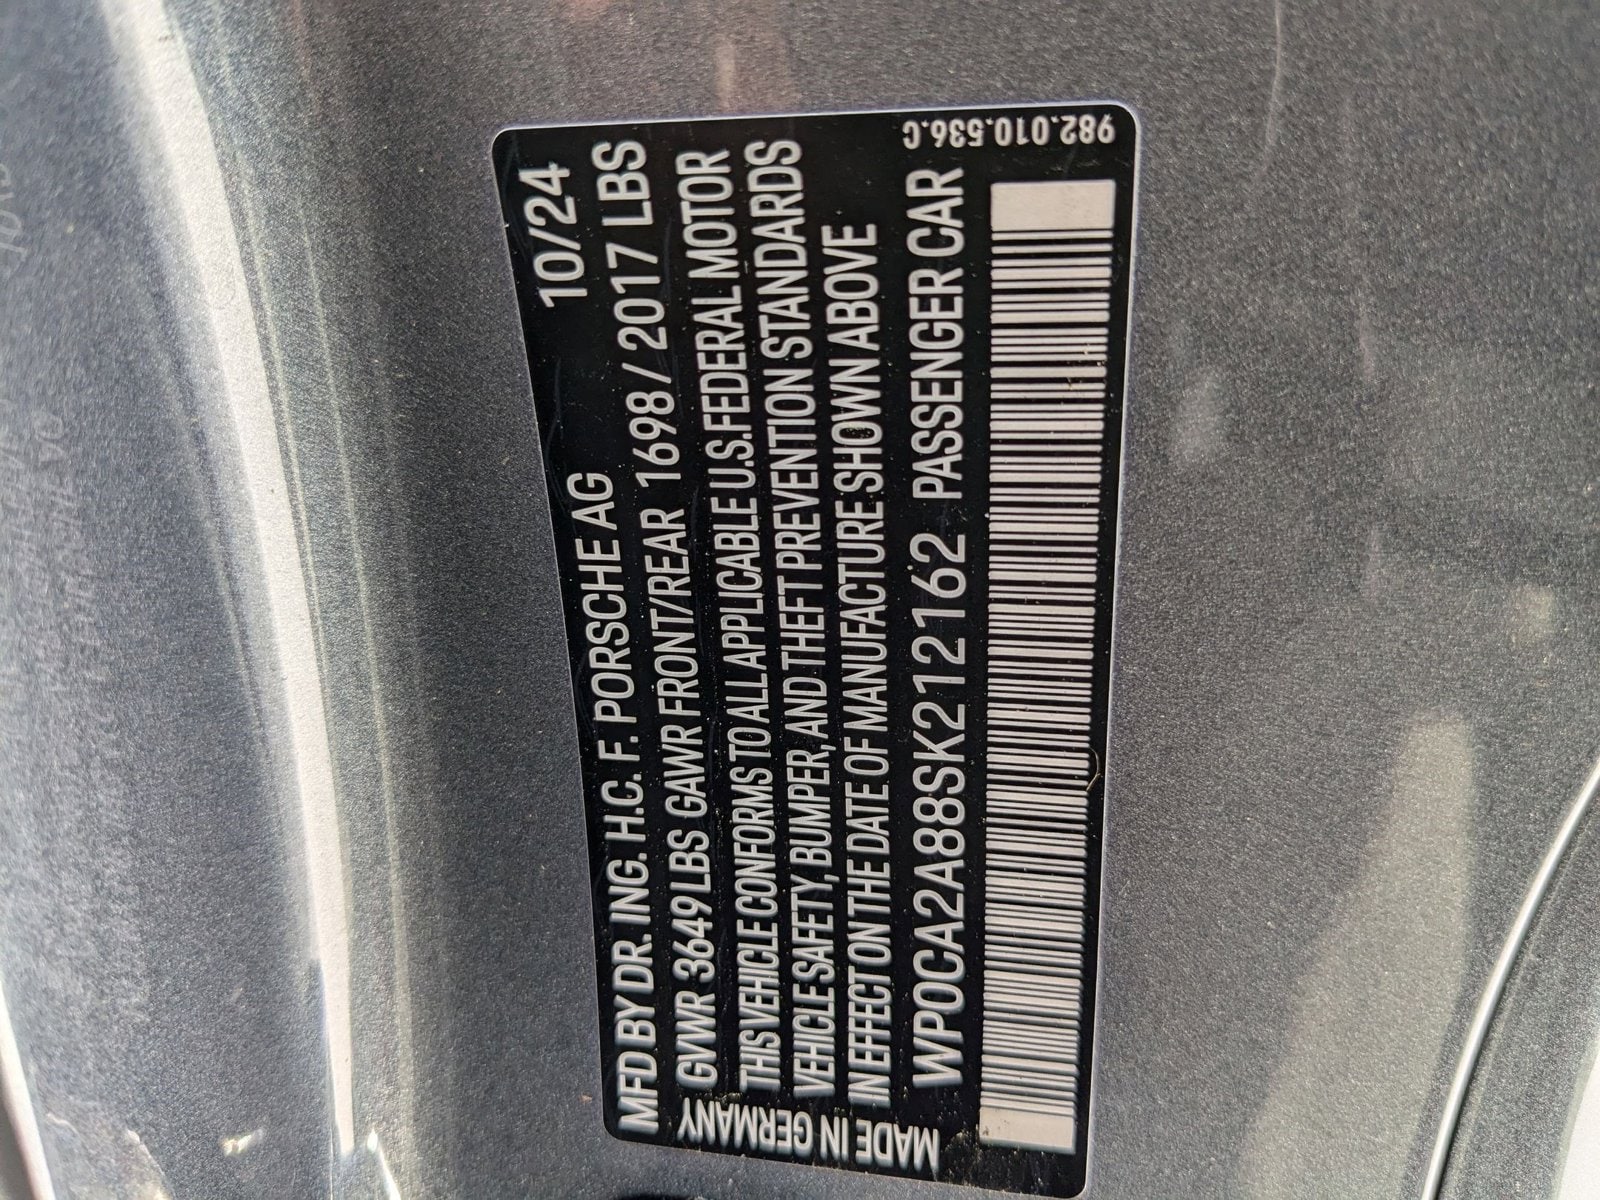 MFD BY DR. ING. H.C. F. PORSCHE AG 10/24
GVWR 3649 LBS GAWR FRONT/REAR 1698/2017 LBS
THIS VEHICLE CONFORMS TO ALL APPLICABLE U.S.FEDERAL MOTOR
VEHICLE SAFETY, BUMPER, AND THEFT PREVENTION STANDARDS
IN EFFECT ON THE DATE OF MANUFACTURE SHOWN ABOVE
WP0CA2A88SK212162 PASSENGER CAR
MADE IN GERMANY
982.010.536.C